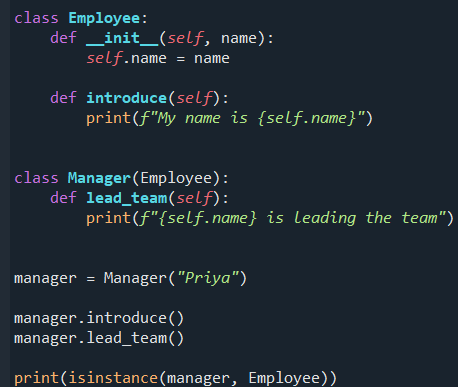 class Employee:
    def __init__(self, name):
        self.name = name
    def introduce(self):
        print(f"My name is {self.name}")
class Manager(Employee):
    def lead_team(self):
        print(f"{self.name} is leading the team")
manager = Manager("Priya")
manager.introduce()
manager.lead_team()
print(isinstance(manager, Employee))